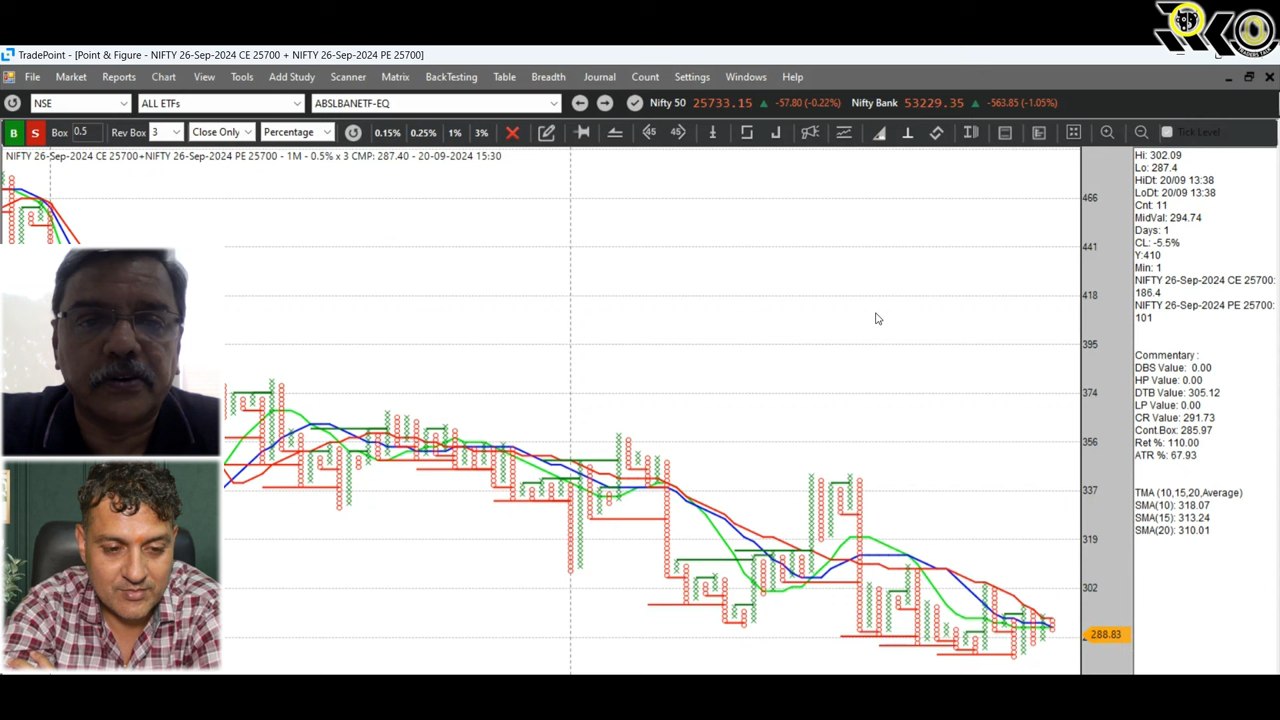 RKO
TRADERS TALK
TradePoint - [Point & Figure - NIFTY 26-Sep-2024 CE 25700 + NIFTY 26-Sep-2024 PE 25700]
File Market Reports Chart View Tools Add Study Scanner Matrix BackTesting Table Breadth Journal Count Settings Windows Help
NSE ALL ETFs ABSLBANETF-EQ Nifty 50 25733.15 -57.80 (-0.22%) Nifty Bank 53229.35 -563.85 (-1.05%)
B S Box 0.5 Rev Box 3 Close Only Percentage 0.15% 0.25% 1% 3% 45 45 Tick Level
NIFTY 26-Sep-2024 CE 25700+NIFTY 26-Sep-2024 PE 25700 - 1M - 0.5% x 3 CMP: 287.40 - 20-09-2024 15:30
466
441
418
395
374
356
337
319
302
288.83
Hi: 302.09
Lo: 287.4
HiDt: 20/09 13:38
LoDt: 20/09 13:38
Cnt: 11
MidVal: 294.74
Days: 1
CL: -5.5%
Y:410
Min: 1
NIFTY 26-Sep-2024 CE 25700:
186.4
NIFTY 26-Sep-2024 PE 25700:
101
Commentary :
DBS Value: 0.00
HP Value: 0.00
DTB Value: 305.12
LP Value: 0.00
CR Value: 291.73
Cont.Box: 285.97
Ret %: 110.00
ATR %: 67.93
TMA (10,15,20,Average)
SMA(10): 318.07
SMA(15): 313.24
SMA(20): 310.01